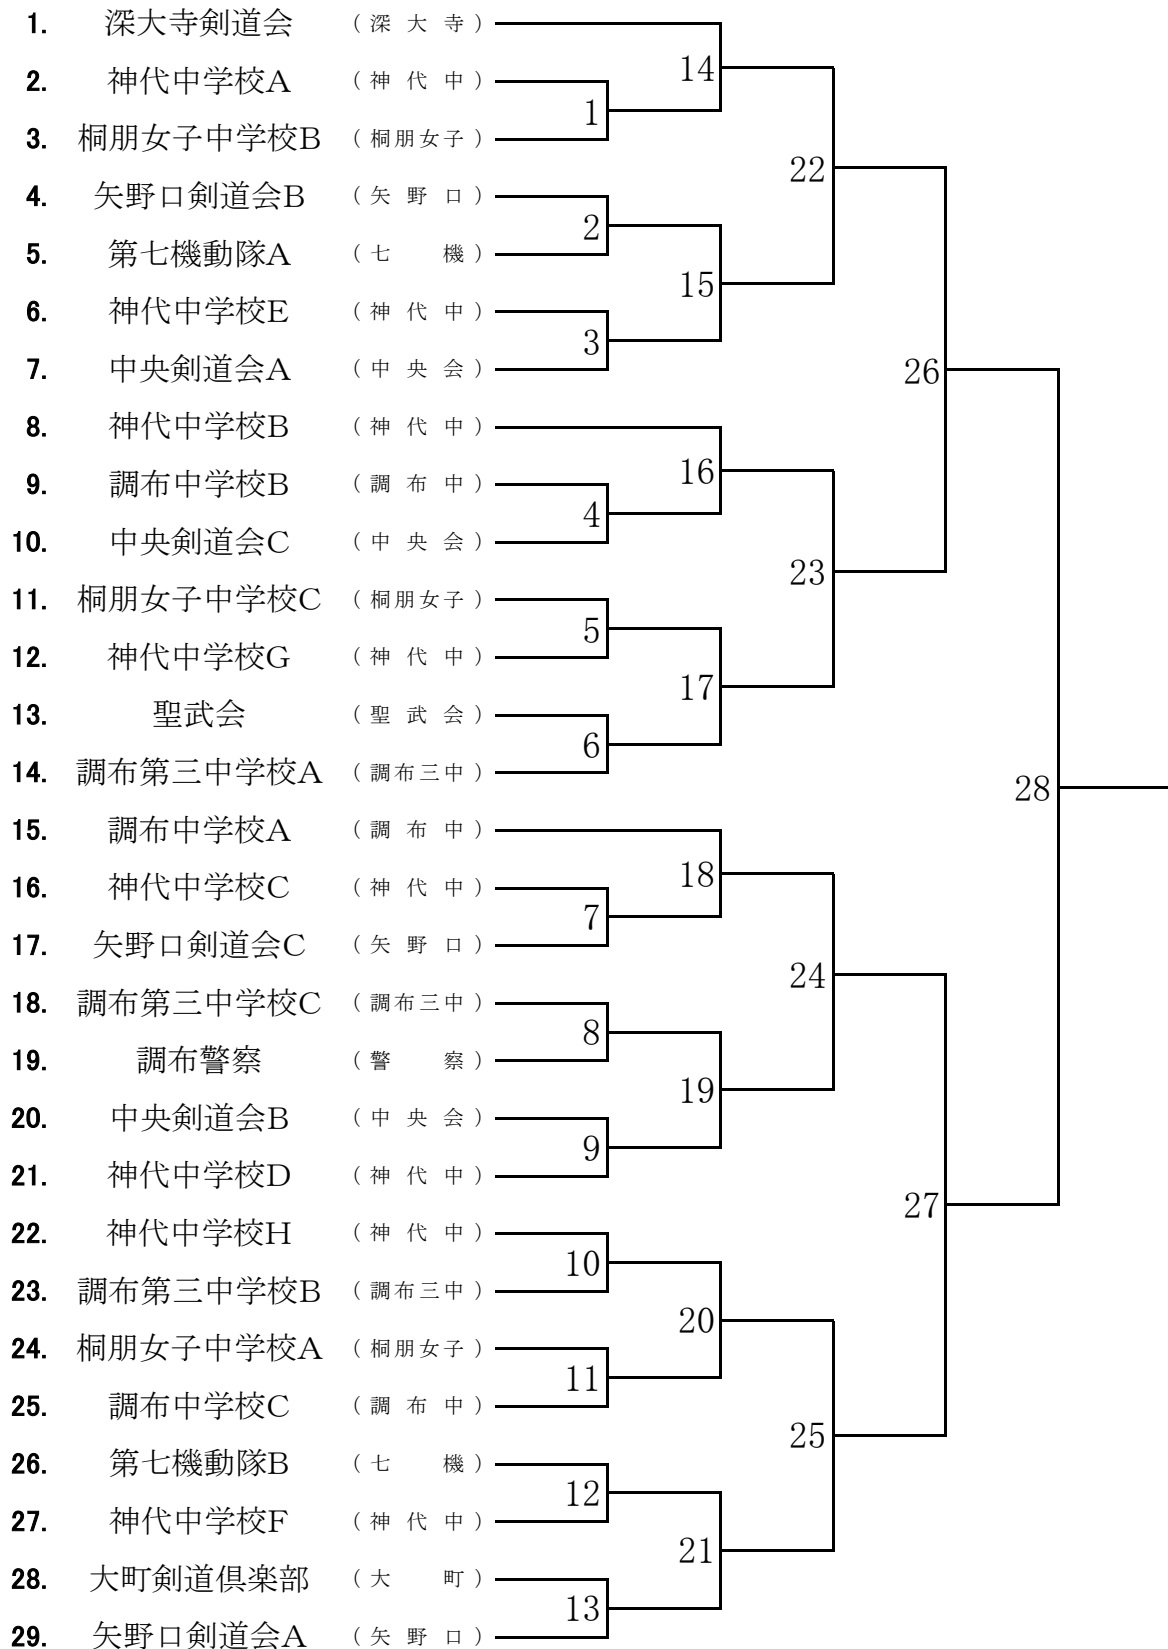 1. 深大寺剣道会 (深大寺)
14
2. 神代中学校A (神代中)
1
3. 桐朋女子中学校B (桐朋女子)
22
4. 矢野口剣道会B (矢野口)
2
5. 第七機動隊A (七 機)
15
6. 神代中学校E (神代中)
3
7. 中央剣道会A (中央会)
26
8. 神代中学校B (神代中)
16
9. 調布中学校B (調布中)
4
10. 中央剣道会C (中央会)
23
11. 桐朋女子中学校C (桐朋女子)
5
12. 神代中学校G (神代中)
17
13. 聖武会 (聖武会)
6
14. 調布第三中学校A (調布三中)
28
15. 調布中学校A (調布中)
18
16. 神代中学校C (神代中)
7
17. 矢野口剣道会C (矢野口)
24
18. 調布第三中学校C (調布三中)
8
19. 調布警察 (警 察)
19
20. 中央剣道会B (中央会)
9
21. 神代中学校D (神代中)
27
22. 神代中学校H (神代中)
10
23. 調布第三中学校B (調布三中)
20
24. 桐朋女子中学校A (桐朋女子)
11
25. 調布中学校C (調布中)
25
26. 第七機動隊B (七 機)
12
27. 神代中学校F (神代中)
21
28. 大町剣道倶楽部 (大 町)
13
29. 矢野口剣道会A (矢野口)